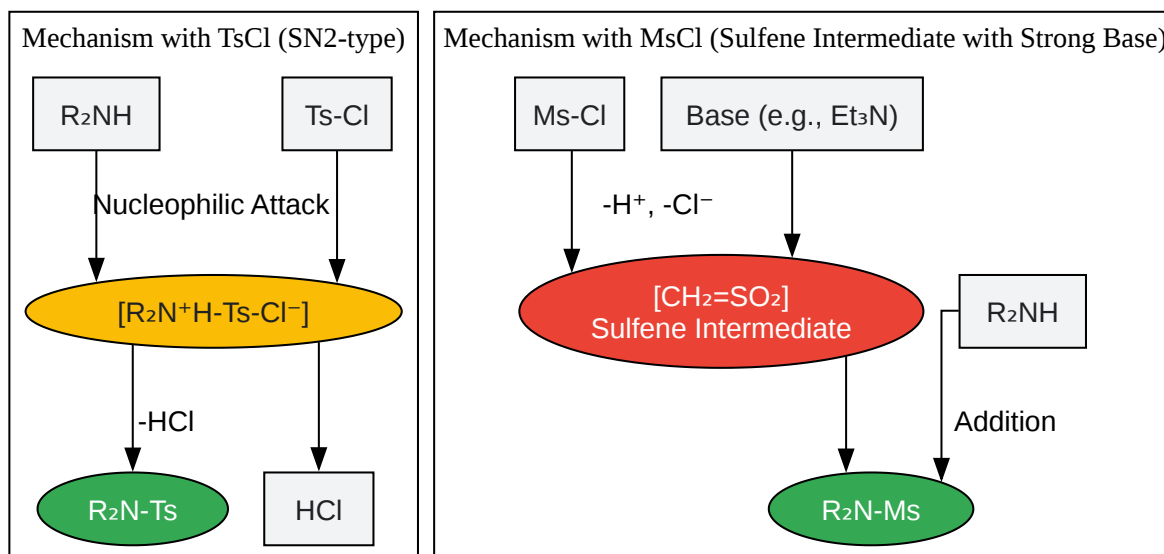 Mechanism with TsCl (SN2-type)
R₂NH
Ts-Cl
Nucleophilic Attack
[R₂N⁺H-Ts-Cl⁻]
-HCl
R₂N-Ts
HCl
Mechanism with MsCl (Sulfene Intermediate with Strong Base)
Ms-Cl
Base (e.g., Et₃N)
-H⁺, -Cl⁻
[CH₂=SO₂]
Sulfene Intermediate
R₂NH
Addition
R₂N-Ms